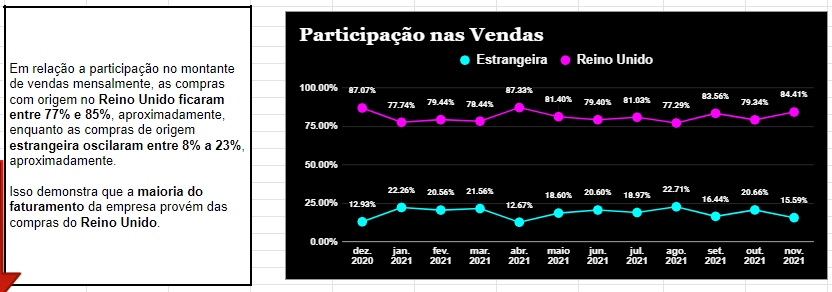 Em relação a participação no montante
de vendas mensalmente, as compras
com origem no Reino Unido ficaram
entre 77% e 85%, aproximadamente,
enquanto as compras de origem
estrangeira oscilaram entre 8% a 23%,
aproximadamente.
Isso demonstra que a maioria do
faturamento da empresa provém das
compras do Reino Unido.
Participação nas Vendas
Estrangeira Reino Unido
100.00%
75.00%
50.00%
25.00%
0.00%
87.07% 77.74% 79.44% 78.44% 87.33% 81.40% 79.40% 81.03% 77.29% 83.56% 79.34% 84.41%
12.93% 22.26% 20.56% 21.56% 12.67% 18.60% 20.60% 18.97% 22.71% 16.44% 20.66% 15.59%
dez. jan. fev. mar. abr. maio jun. jul. ago. set. out. nov.
2020 2021 2021 2021 2021 2021 2021 2021 2021 2021 2021 2021